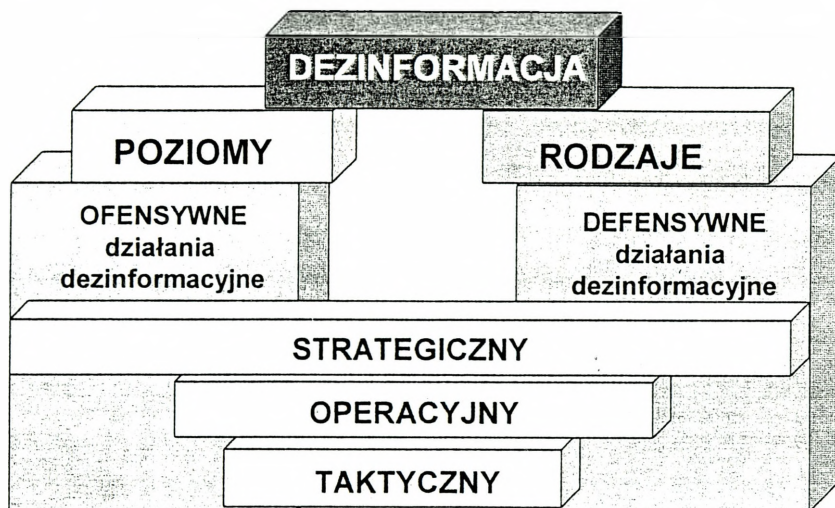 DEZINFORMACJA
POZIOMY
RODZAJE
OFENSYWNE
działania
dezinformacyjne
DEFENSYWNE
działania
dezinformacyjne
STRATEGICZNY
OPERACYJNY
TAKTYCZNY